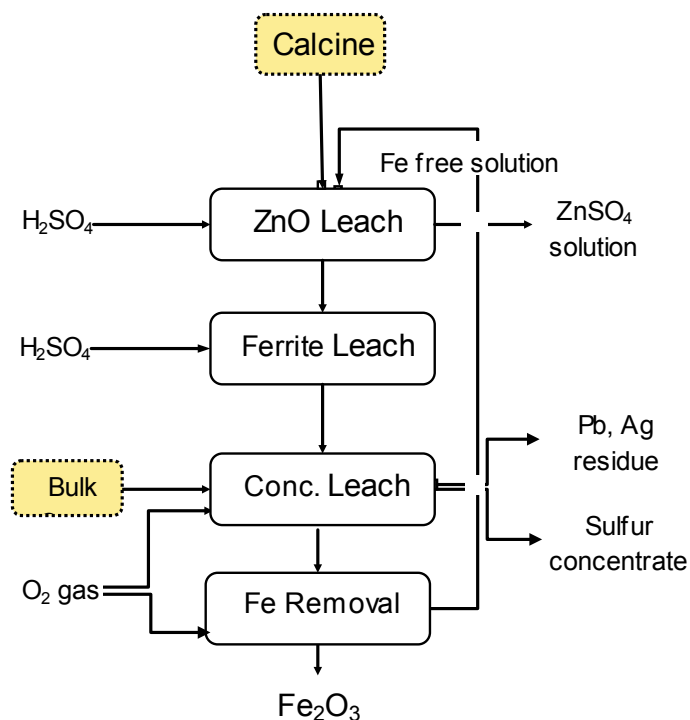 Calcine
Fe free solution
H₂SO₄
ZnO Leach
ZnSO₄
solution
H₂SO₄
Ferrite Leach
Pb, Ag
residue
Bulk
Conc. Leach
Sulfur
concentrate
O₂ gas
Fe Removal
Fe₂O₃